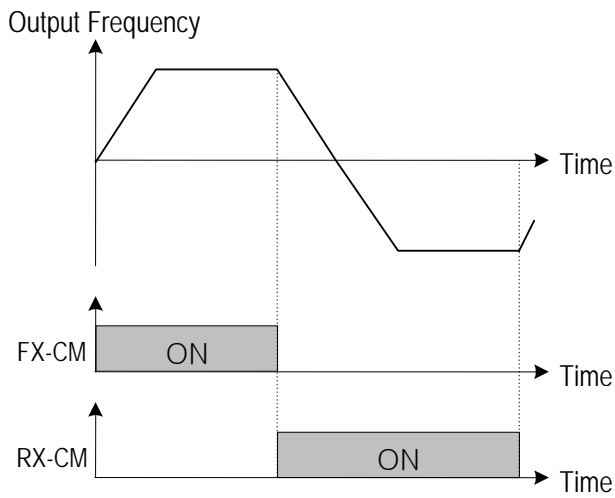 Output Frequency
Time
FX-CM
ON
Time
RX-CM
ON
Time